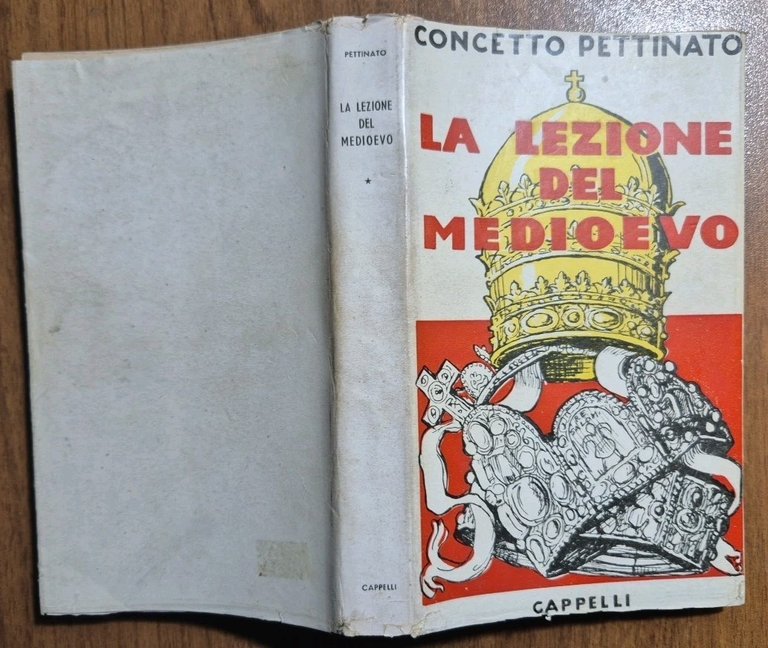 PETTINATO
LA LEZIONE
DEL
MEDIOEVO
*
CAPPELLI
CONCETTO PETTINATO
LA LEZIONE
DEL
MEDIOEVO
CAPPELLI